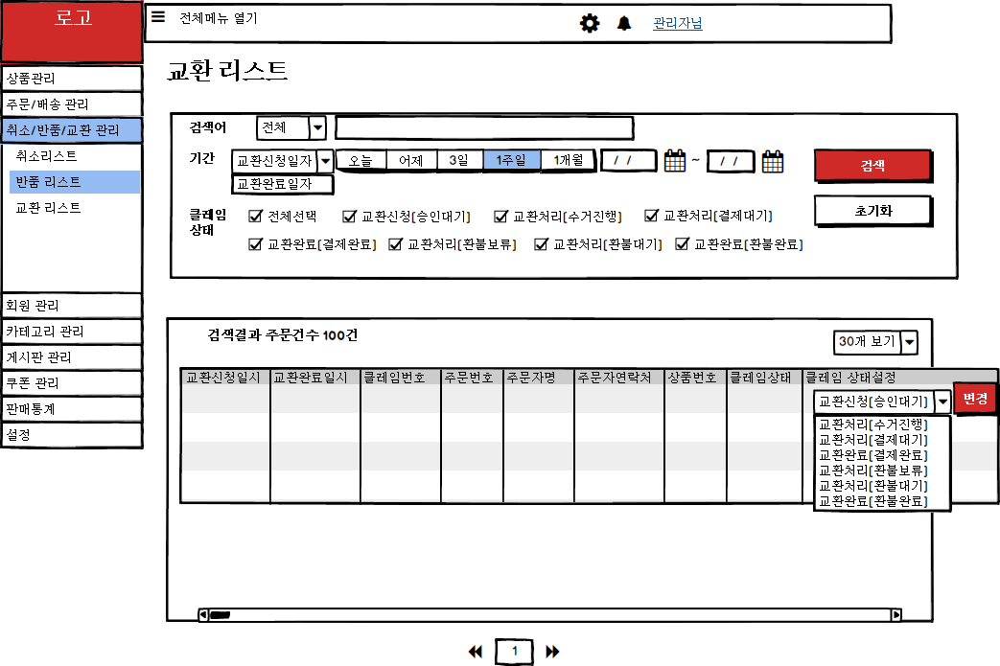 로고
전체메뉴 열기
관리자님
상품관리
주문/배송 관리
취소/반품/교환 관리
취소리스트
반품 리스트
교환 리스트
회원 관리
카테고리 관리
게시판 관리
쿠폰 관리
판매통계
설정
교환 리스트
검색어 전체
기간 교환신청일자 오늘 어제 3일 1주일 1개월 / / ~ / /
교환완료일자
검색
초기화
클레임 상태
전체선택 교환신청(승인대기) 교환처리(수거진행) 교환처리(결제대기)
교환완료(결제완료) 교환처리(환불보류) 교환처리(환불대기) 교환완료(환불완료)
검색결과 주문건수 100건
30개 보기
교환신청일시 교환완료일시 클레임번호 주문번호 주문자명 주문자연락처 상품번호 클레임상태 클레임 상태설정
교환신청(승인대기) 변경
교환처리(수거진행)
교환처리(결제대기)
교환완료(결제완료)
교환처리(환불보류)
교환처리(환불대기)
교환완료(환불완료)
1